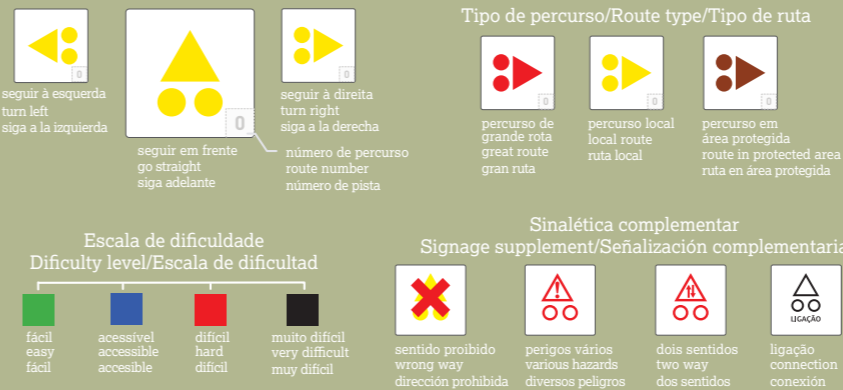 0
seguir à esquerda
turn left
siga a la izquierda
0
seguir em frente
go straight
siga adelante
0
seguir à direita
turn right
siga a la derecha
número de percurso
route number
número de pista
Tipo de percurso/Route type/Tipo de ruta
0
percurso de
grande rota
great route
gran ruta
0
percurso local
local route
ruta local
0
percurso em
área protegida
route in protected area
ruta en área protegida
Escala de dificuldade
Dificulty level/Escala de dificultad
fácil
easy
fácil
acessível
accessible
accesible
difícil
hard
difícil
muito difícil
very difficult
muy difícil
Sinalética complementar
Signage supplement/Señalización complementaria
sentido proibido
wrong way
dirección prohibida
perigos vários
various hazards
diversos peligros
dois sentidos
two way
dos sentidos
LIGAÇÃO
ligação
connection
conexión